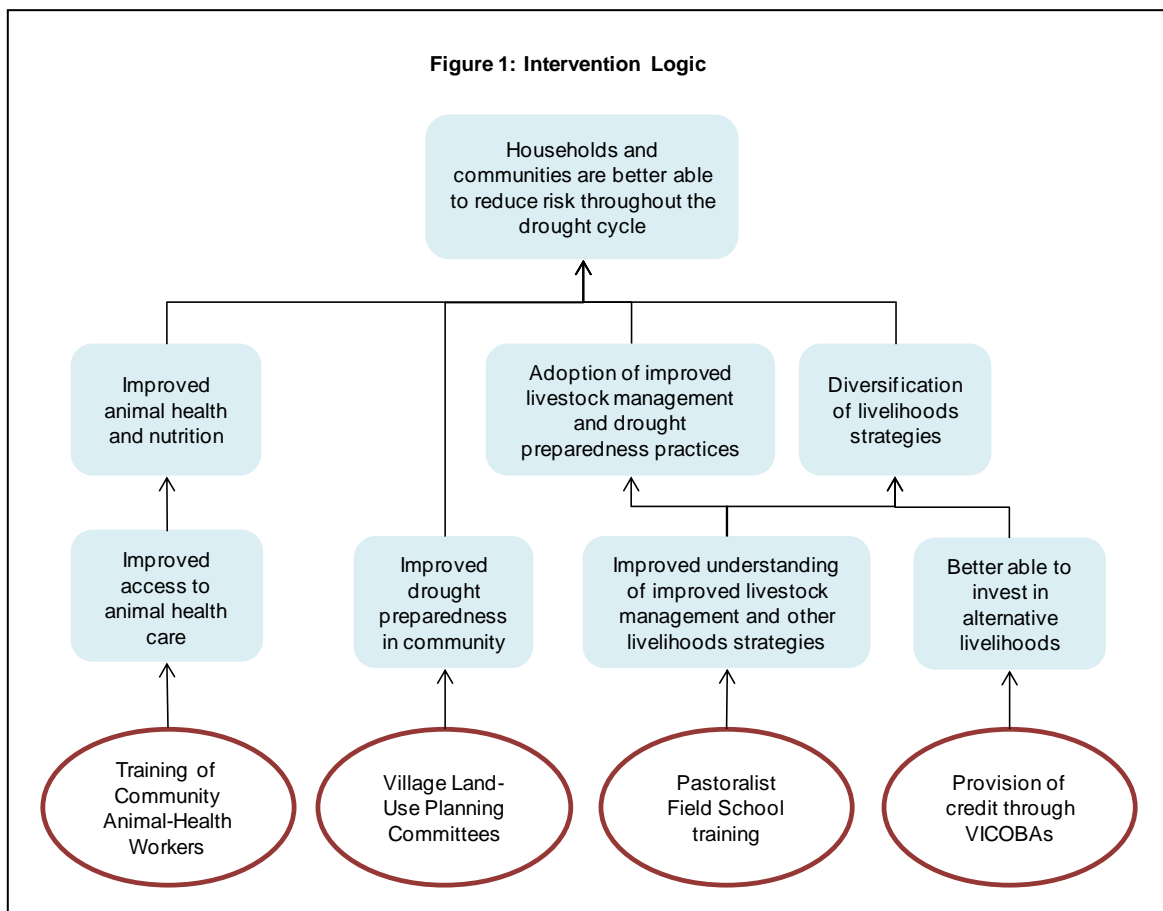 Figure 1: Intervention Logic
Households and
communities are better able
to reduce risk throughout the
drought cycle
Improved
animal health
and nutrition
Adoption of improved
livestock management
and drought
preparedness practices
Diversification
of livelihoods
strategies
Improved
access to
animal health
care
Improved
drought
preparedness
in community
Improved understanding
of improved livestock
management and other
livelihoods strategies
Better able to
invest in
alternative
livelihoods
Training of
Community
Animal-Health
Workers
Village Land-
Use Planning
Committees
Pastoralist
Field School
training
Provision of
credit through
VICOBAs